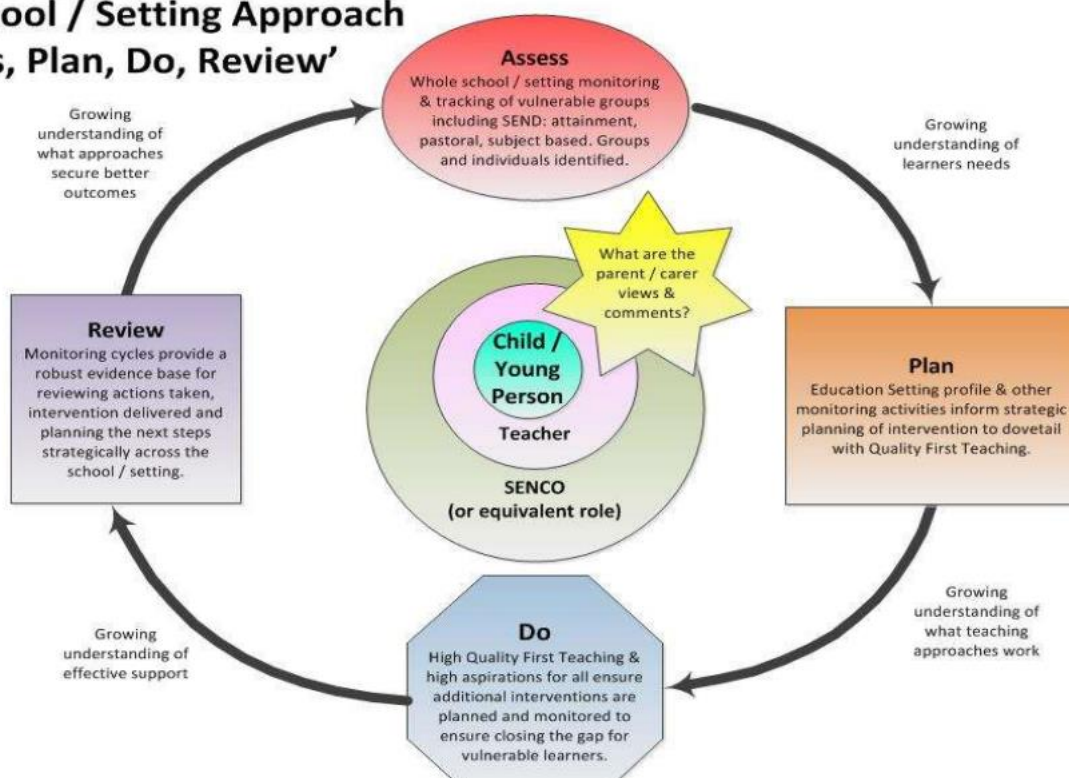 ool / Setting Approach
s, Plan, Do, Review’
Assess
Whole school / setting monitoring
& tracking of vulnerable groups
including SEND: attainment,
pastoral, subject based. Groups
and individuals identified.
Growing
understanding of
learners needs
Plan
Education Setting profile & other
monitoring activities inform strategic
planning of intervention to dovetail
with Quality First Teaching.
Growing
understanding of
what teaching
approaches work
Do
High Quality First Teaching &
high aspirations for all ensure
additional interventions are
planned and monitored to
ensure closing the gap for
vulnerable learners.
Growing
understanding of
effective support
Review
Monitoring cycles provide a
robust evidence base for
reviewing actions taken,
intervention delivered and
planning the next steps
strategically across the
school / setting.
Growing
understanding of
what approaches
secure better
outcomes
What are the
parent / carer
views &
comments?
Child /
Young
Person
Teacher
SENCO
(or equivalent role)